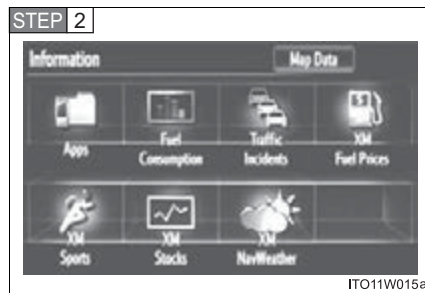 STEP 2
Information
Map Data
Apps
Fuel
Consumption
Traffic
Incidents
XM
Fuel Prices
XM
Sports
XM
Stocks
XM
NavWeather
ITO11W015a